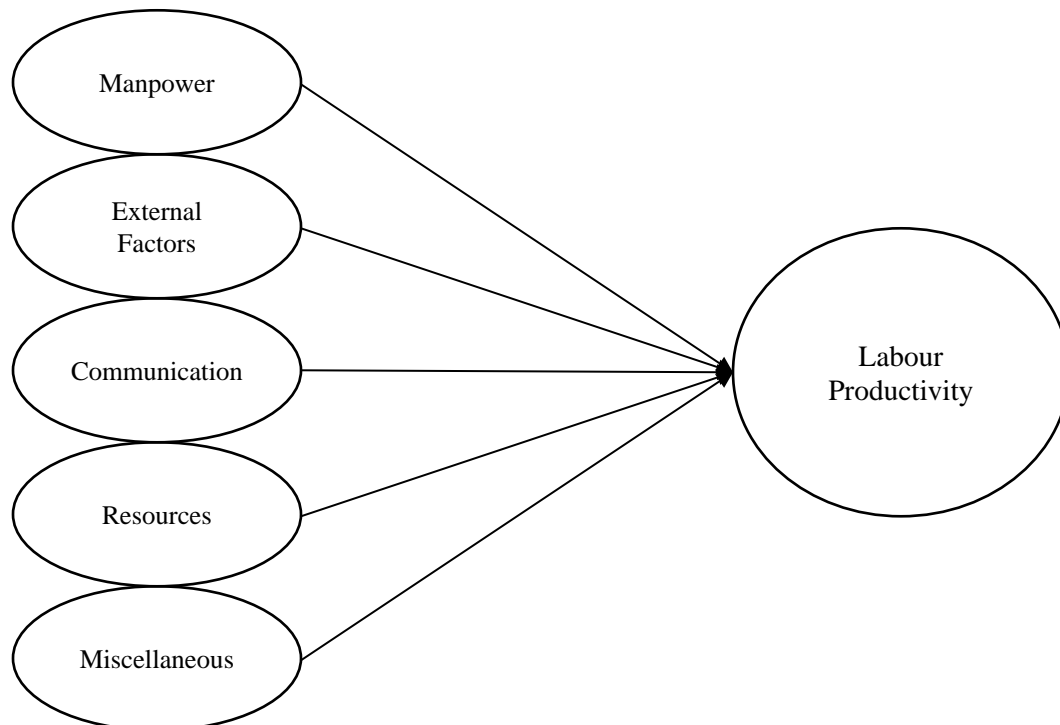 Manpower
External
Factors
Communication
Resources
Miscellaneous
Labour
Productivity